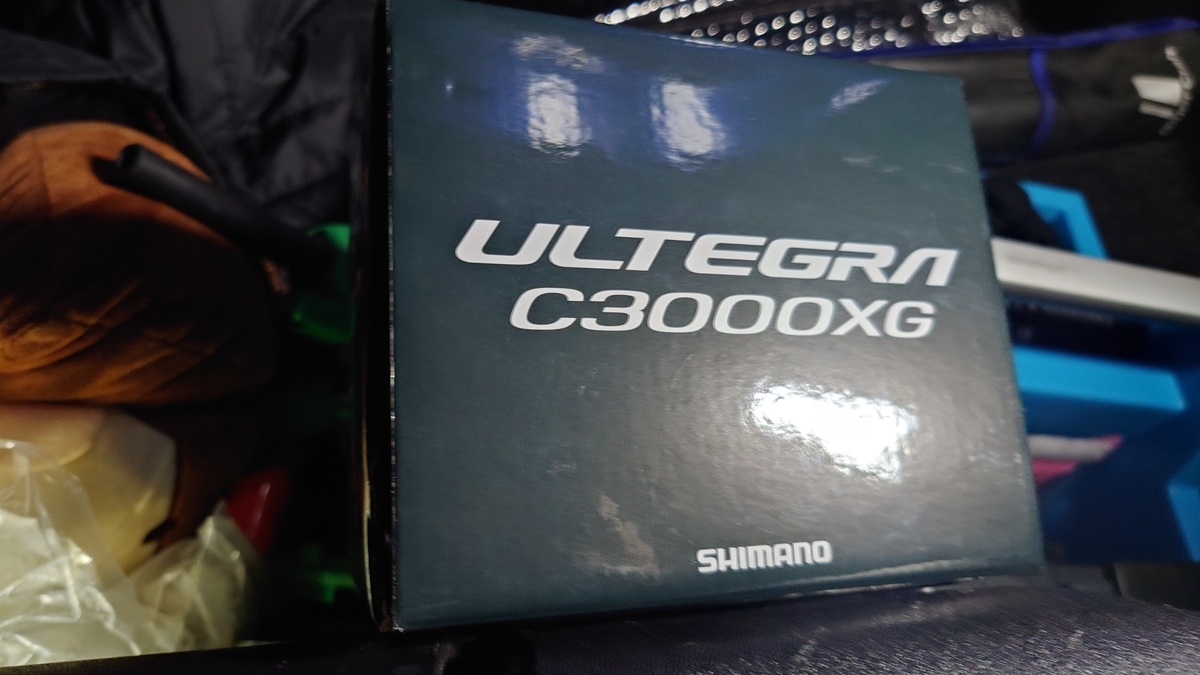 ULTEGRA
C3000XG
SHIMANO